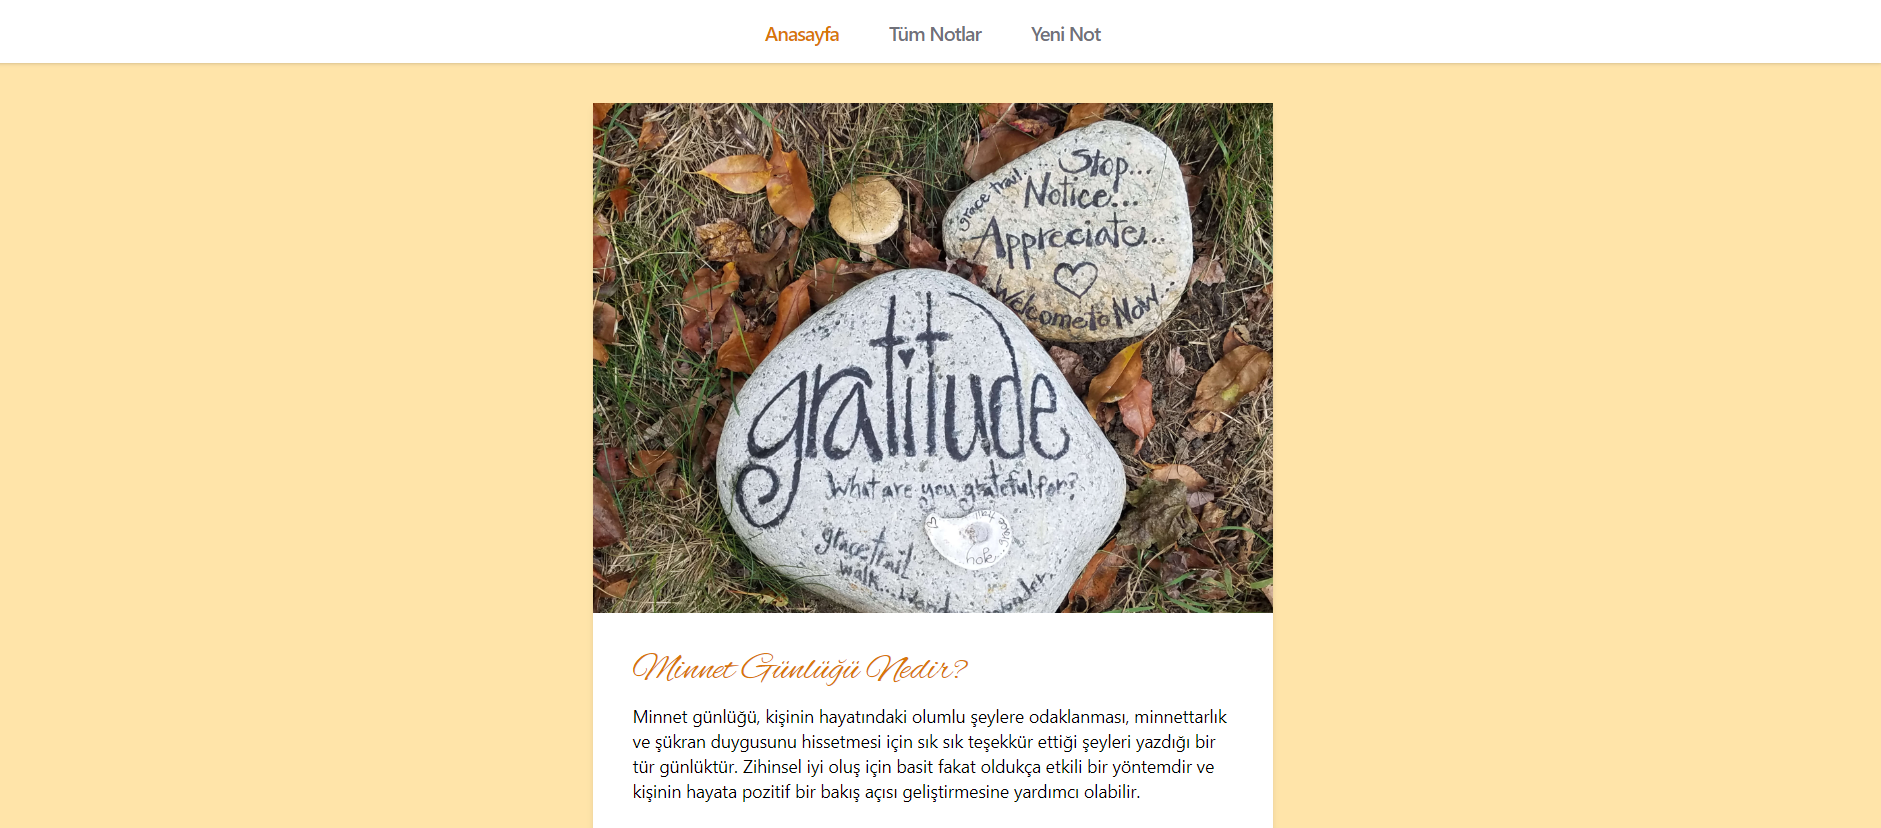 Anasayfa Tüm Notlar Yeni Not
Stop...
grace trail...
Notice...
Appreciate...
Welcome to Now...
gratitude
What are you grateful for?
grace trail
walk...
Minnet Günlüğü Nedir?
Minnet günlüğü, kişinin hayatındaki olumlu şeylere odaklanması, minnettarlık
ve şükran duygusunu hissetmesi için sık sık teşekkür ettiği şeyleri yazdığı bir
tür günlüktür. Zihinsel iyi oluş için basit fakat oldukça etkili bir yöntemdir ve
kişinin hayata pozitif bir bakış açısı geliştirmesine yardımcı olabilir.